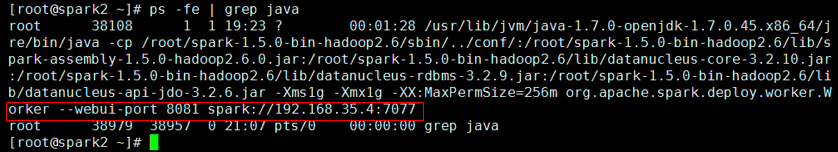 [root@spark2 ~]# ps -fe | grep java
root     38108     1  1 19:23 ?        00:01:28 /usr/lib/jvm/java-1.7.0-openjdk-1.7.0.45.x86_64/j
re/bin/java -cp /root/spark-1.5.0-bin-hadoop2.6/sbin/../conf/:/root/spark-1.5.0-bin-hadoop2.6/lib/s
park-assembly-1.5.0-hadoop2.6.0.jar:/root/spark-1.5.0-bin-hadoop2.6/lib/datanucleus-core-3.2.10.jar
:/root/spark-1.5.0-bin-hadoop2.6/lib/datanucleus-rdbms-3.2.9.jar:/root/spark-1.5.0-bin-hadoop2.6/li
b/datanucleus-api-jdo-3.2.6.jar -Xms1g -Xmx1g -XX:MaxPermSize=256m org.apache.spark.deploy.worker.W
orker --webui-port 8081 spark://192.168.35.4:7077
root     38979 38957  0 21:07 pts/0    00:00:00 grep java
[root@spark2 ~]#